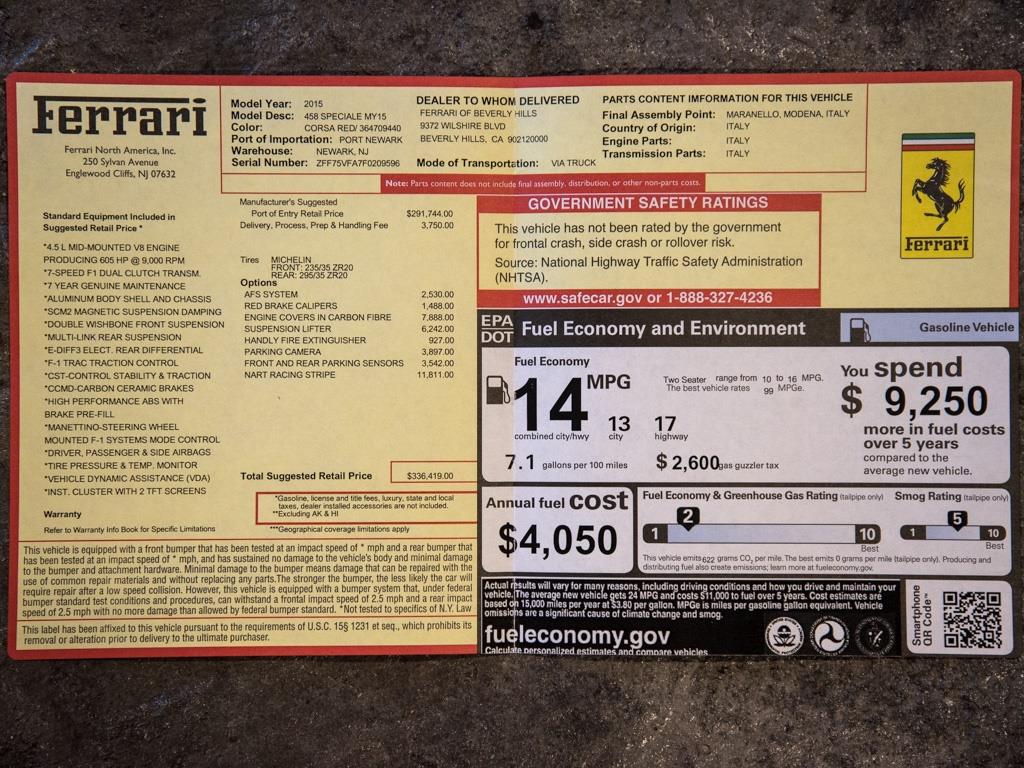 Ferrari
Ferrari North America, Inc.
250 Sylvan Avenue
Englewood Cliffs, NJ 07632
Model Year: 2015
Model Desc: 458 SPECIALE MY15
Color: CORSA RED/ 364709440
Port of Importation: PORT NEWARK
Warehouse: NEWARK, NJ
Serial Number: ZFF75VFA7F0209596
DEALER TO WHOM DELIVERED
FERRARI OF BEVERLY HILLS
9372 WILSHIRE BLVD
BEVERLY HILLS, CA 902120000
Mode of Transportation: VIA TRUCK
PARTS CONTENT IMFORMATION FOR THIS VEHICLE
Final Assembly Point: MARANELLO, MODENA, ITALY
Country of Origin: ITALY
Engine Parts: ITALY
Transmission Parts: ITALY
Note: Parts content does not include final assembly, distribution, or other non-parts costs.
Ferrari
Standard Equipment Included in
Suggested Retail Price *
*4.5 L MID-MOUNTED V8 ENGINE
PRODUCING 605 HP @ 9,000 RPM
*7-SPEED F1 DUAL CLUTCH TRANSM.
*7 YEAR GENUINE MAINTENANCE
*ALUMINUM BODY SHELL AND CHASSIS
*SCM2 MAGNETIC SUSPENSION DAMPING
*DOUBLE WISHBONE FRONT SUSPENSION
*MULTI-LINK REAR SUSPENSION
*E-DIFF3 ELECT. REAR DIFFERENTIAL
*F-1 TRAC TRACTION CONTROL
*CST-CONTROL STABILITY & TRACTION
*CCMD-CARBON CERAMIC BRAKES
*HIGH PERFORMANCE ABS WITH
BRAKE PRE-FILL
*MANETTINO-STEERING WHEEL
MOUNTED F-1 SYSTEMS MODE CONTROL
*DRIVER, PASSENGER & SIDE AIRBAGS
*TIRE PRESSURE & TEMP. MONITOR
*VEHICLE DYNAMIC ASSISTANCE (VDA)
*INST. CLUSTER WITH 2 TFT SCREENS
Warranty
Refer to Warranty Info Book for Specific Limitations
Manufacturer's Suggested
Port of Entry Retail Price $291,744.00
Delivery, Process, Prep & Handling Fee 3,750.00
Tires MICHELIN
FRONT: 235/35 ZR20
REAR: 295/35 ZR20
Options
AFS SYSTEM 2,530.00
RED BRAKE CALIPERS 1,488.00
ENGINE COVERS IN CARBON FIBRE 7,888.00
SUSPENSION LIFTER 6,242.00
HANDLY FIRE EXTINGUISHER 927.00
PARKING CAMERA 3,897.00
FRONT AND REAR PARKING SENSORS 3,542.00
NART RACING STRIPE 11,811.00
Total Suggested Retail Price $336,419.00
*Gasoline, license and title fees, luxury, state and local
taxes, dealer installed accessories are not included.
**Excluding AK & HI
***Geographical coverage limitations apply
This vehicle is equipped with a front bumper that has been tested at an impact speed of * mph and a rear bumper that
has been tested at an impact speed of * mph, and has sustained no damage to the vehicle's body and minimal damage
to the bumper and attachment hardware. Minimal damage to the bumper means damage that can be repaired with the
use of common repair materials and without replacing any parts.The stronger the bumper, the less likely the car will
require repair after a low speed collision. However, this vehicle is equipped with a bumper system that, under federal
bumper standard test conditions and procedures, can withstand a frontal impact speed of 2.5 mph and a rear impact
speed of 2.5 mph with no more damage than allowed by federal bumper standard. *Not tested to specifics of N.Y. Law
This label has been affixed to this vehicle pursuant to the requirements of U.S.C. 15§ 1231 et seq., which prohibits its
removal or alteration prior to delivery to the ultimate purchaser.
GOVERNMENT SAFETY RATINGS
This vehicle has not been rated by the government
for frontal crash, side crash or rollover risk.
Source: National Highway Traffic Safety Administration
(NHTSA).
www.safecar.gov or 1-888-327-4236
EPA
DOT
Fuel Economy and Environment
Gasoline Vehicle
Fuel Economy
14 MPG
combined city/hwy
13
city
17
highway
Two Seater range from 10 to 16 MPG.
The best vehicle rates 99 MPGe.
7.1 gallons per 100 miles
$2,600 gas guzzler tax
You spend
$ 9,250
more in fuel costs
over 5 years
compared to the
average new vehicle.
Annual fuel cost
$4,050
Fuel Economy & Greenhouse Gas Rating (tailpipe only)
2
1 10
Best
Smog Rating (tailpipe only)
5
1 10
Best
This vehicle emits 622 grams CO2 per mile. The best emits 0 grams per mile (tailpipe only). Producing and
distributing fuel also create emissions; learn more at fueleconomy.gov.
Actual results will vary for many reasons, including driving conditions and how you drive and maintain your
vehicle. The average new vehicle gets 24 MPG and costs $11,000 to fuel over 5 years. Cost estimates are
based on 15,000 miles per year at $3.80 per gallon. MPGe is miles per gasoline gallon equivalent. Vehicle
emissions are a significant cause of climate change and smog.
fueleconomy.gov
Calculate personalized estimates and compare vehicles
Smartphone
QR Code™